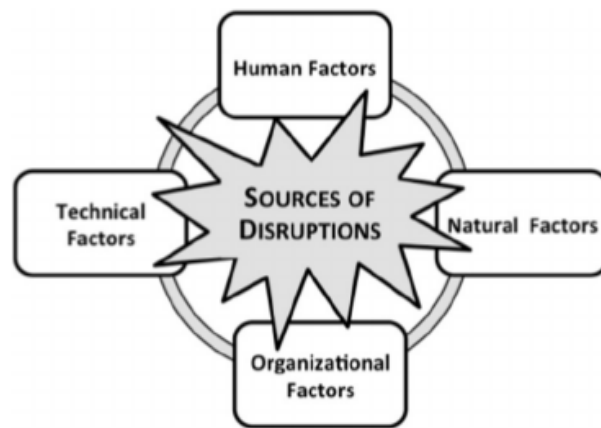 Human Factors
Technical
Factors
SOURCES OF
DISRUPTIONS
Natural Factors
Organizational
Factors